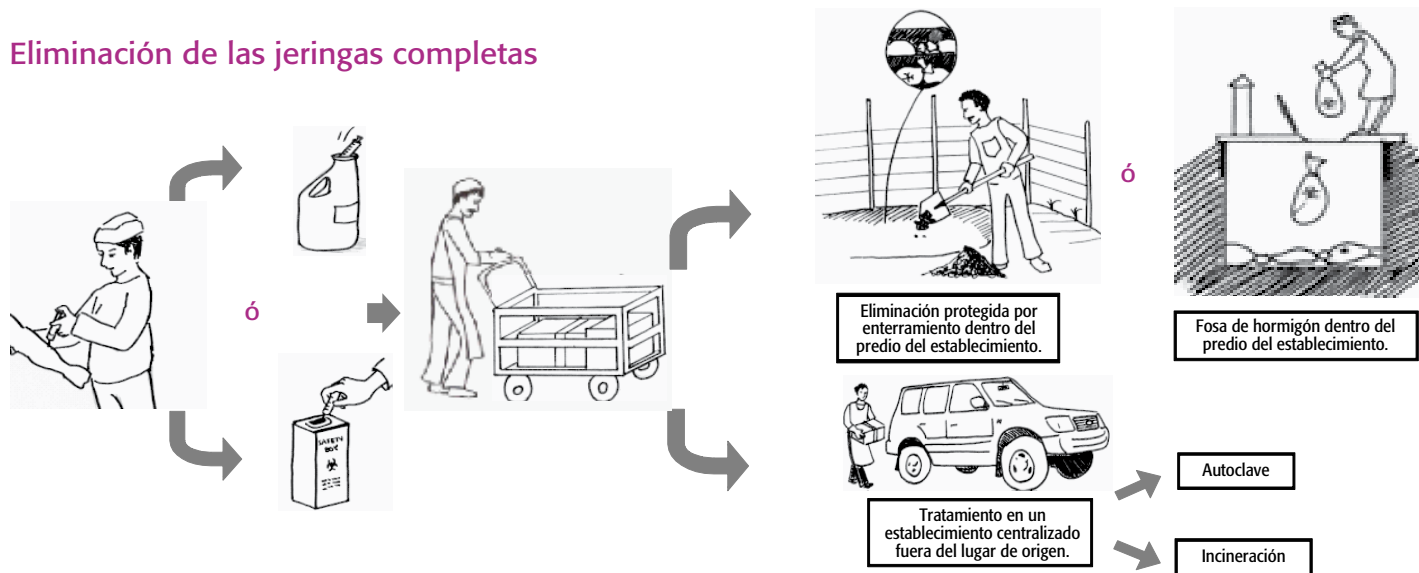 Eliminación de las jeringas completas
ó
SAFETY
BOX
Eliminación protegida por
enterramiento dentro del
predio del establecimiento.
ó
Fosa de hormigón dentro del
predio del establecimiento.
Tratamiento en un
establecimiento centralizado
fuera del lugar de origen.
Autoclave
Incineración